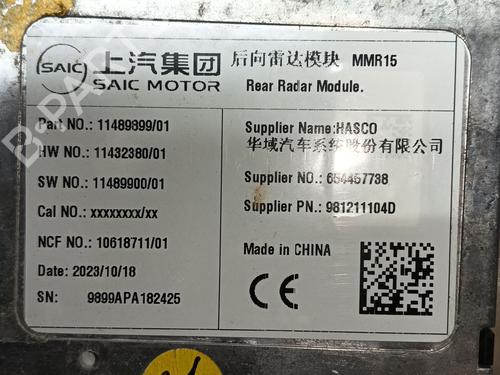 SAIC 上汽集团 后向雷达模块 MMR15
SAIC MOTOR Rear Radar Module.
Part NO.: 11489899/01
HW NO.: 11432380/01
SW NO.: 11489900/01
Cal NO.: xxxxxxxx/xx
NCF NO.: 10618711/01
Date: 2023/10/18
SN: 9899APA182425
Supplier Name:HASCO
华域汽车系统股份有限公司
Supplier NO.: 654457738
Supplier PN.: 981211104D
Made in CHINA
CE